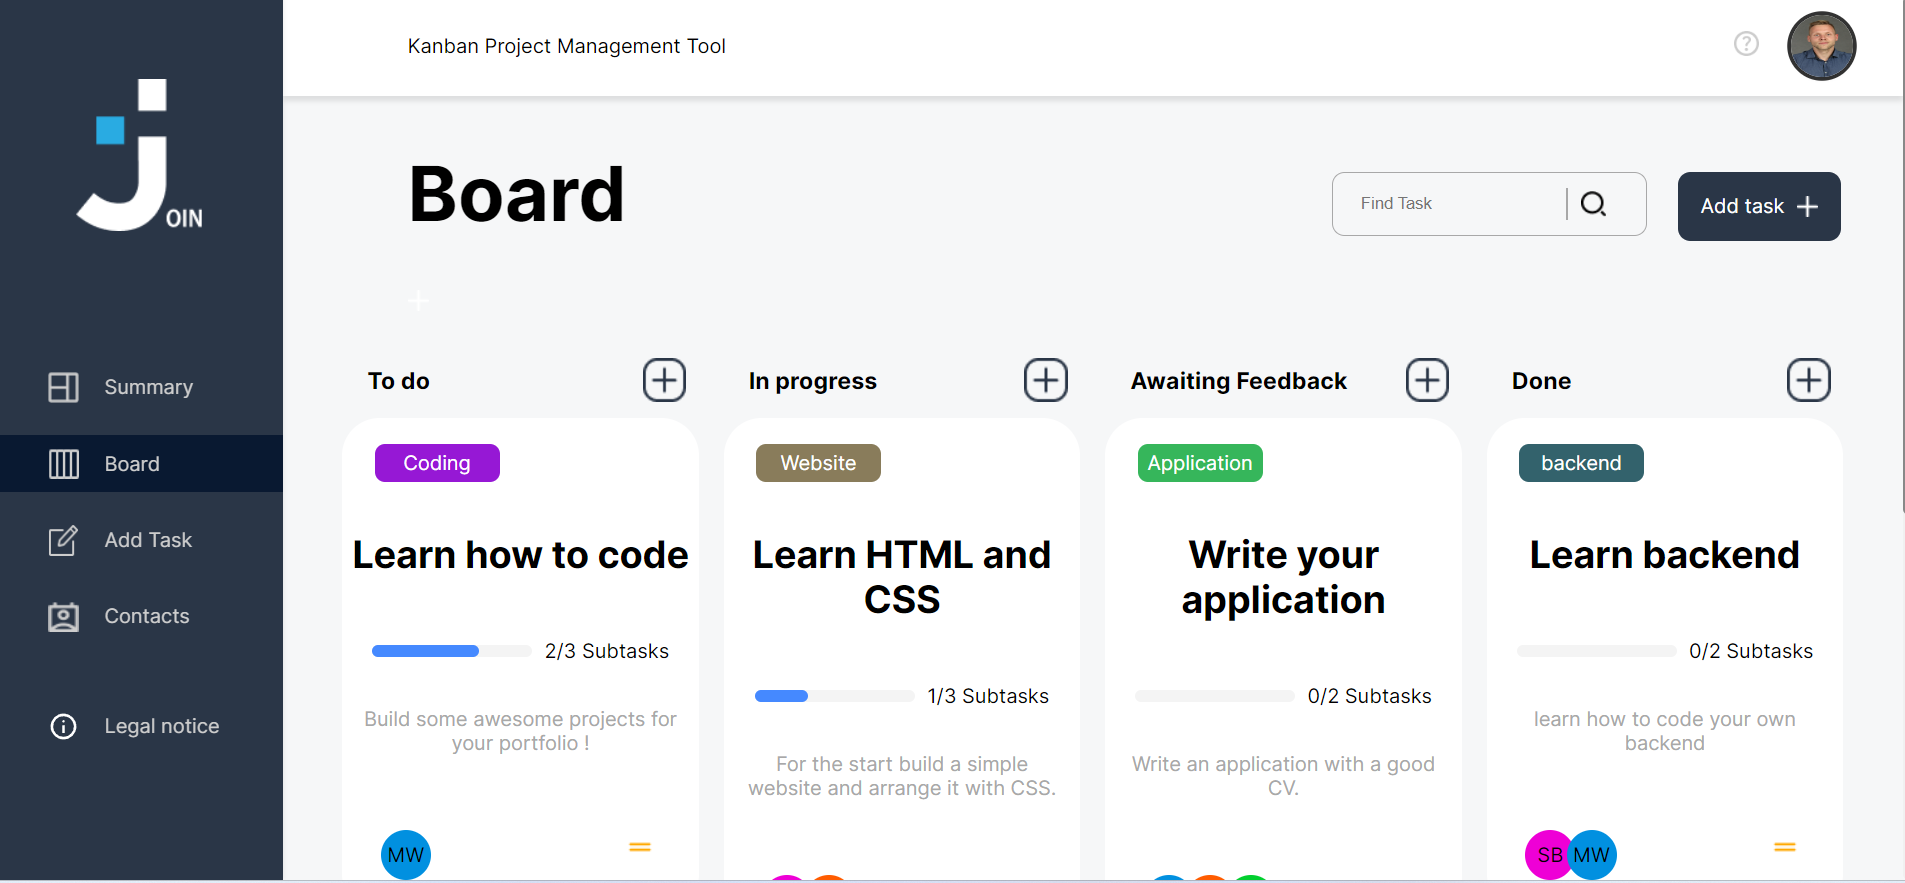 Kanban Project Management Tool
OIN
Board
Find Task
Add task
Summary
Board
Add Task
Contacts
Legal notice
To do
In progress
Awaiting Feedback
Done
Coding
Learn how to code
2/3 Subtasks
Build some awesome projects for
your portfolio !
MW
Website
Learn HTML and
CSS
1/3 Subtasks
For the start build a simple
website and arrange it with CSS.
Application
Write your
application
0/2 Subtasks
Write an application with a good
CV.
backend
Learn backend
0/2 Subtasks
learn how to code your own
backend
SB MW